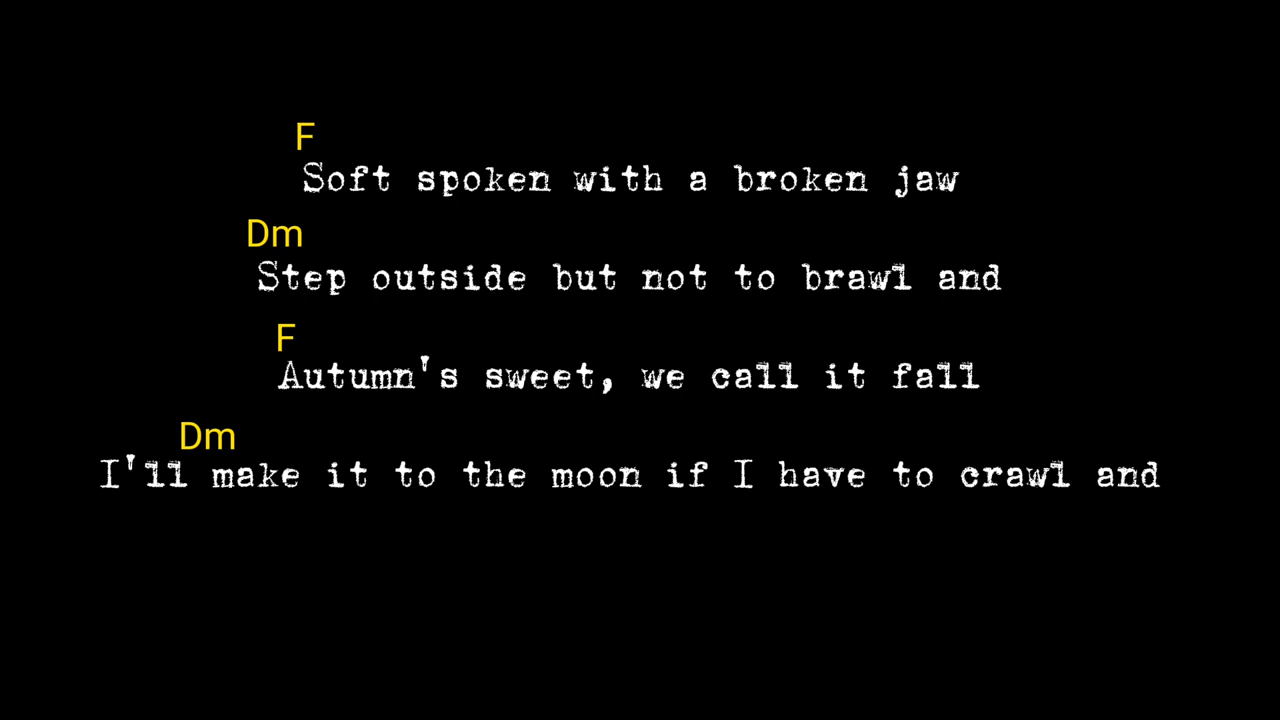 F
Soft spoken with a broken jaw
Dm
Step outside but not to brawl and
F
Autumn's sweet, we call it fall
Dm
I'll make it to the moon if I have to crawl and